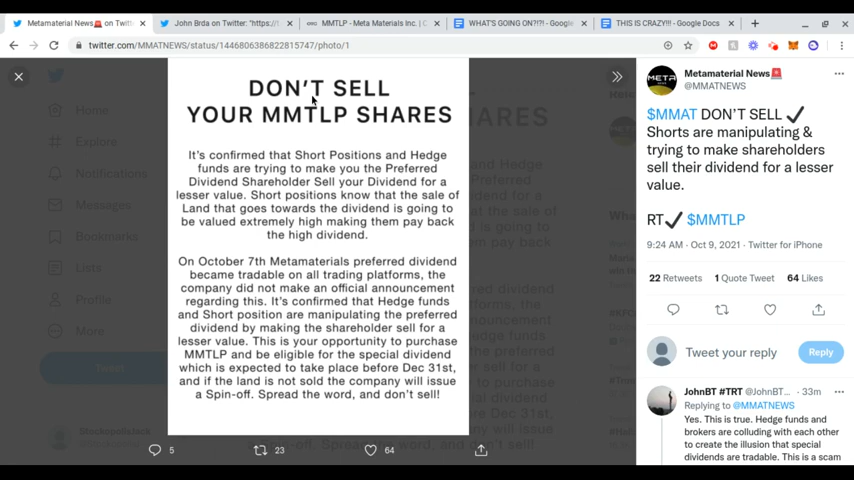 Metamaterial News🚨 on Twit
John Brda on Twitter: "https://
MMTLP - Meta Materials Inc. | O
WHAT'S GOING ON?!?! - Google
THIS IS CRAZY!!! - Google Docs
twitter.com/MMATNEWS/status/1446806386822815747/photo/1
Home
Explore
Notifications
Messages
Bookmarks
Lists
Profile
More
Tweet
DON'T SELL
YOUR MMTLP SHARES
It's confirmed that Short Positions and Hedge
funds are trying to make you the Preferred
Dividend Shareholder Sell your Dividend for a
lesser value. Short positions know that the sale of
Land that goes towards the dividend is going to
be valued extremely high making them pay back
the high dividend.
On October 7th Metamaterials preferred dividend
became tradable on all trading platforms, the
company did not make an official announcement
regarding this. It's confirmed that Hedge funds
and Short position are manipulating the preferred
dividend by making the shareholder sell for a
lesser value. This is your opportunity to purchase
MMTLP and be eligible for the special dividend
which is expected to take place before Dec 31st,
and if the land is not sold the company will issue
a Spin-off. Spread the word, and don't sell!
5
23
64
META
Metamaterial News🚨
@MMATNEWS
$MMAT DON'T SELL ✔
Shorts are manipulating &
trying to make shareholders
sell their dividend for a lesser
value.
RT✔ $MMTLP
9:24 AM · Oct 9, 2021 · Twitter for iPhone
22 Retweets 1 Quote Tweet 64 Likes
Tweet your reply
Reply
JohnBT #TRT @JohnBT... · 33m
Replying to @MMATNEWS
Yes. This is true. Hedge funds and
brokers are colluding with each other
to create the illusion that special
dividends are tradable. This is a scam